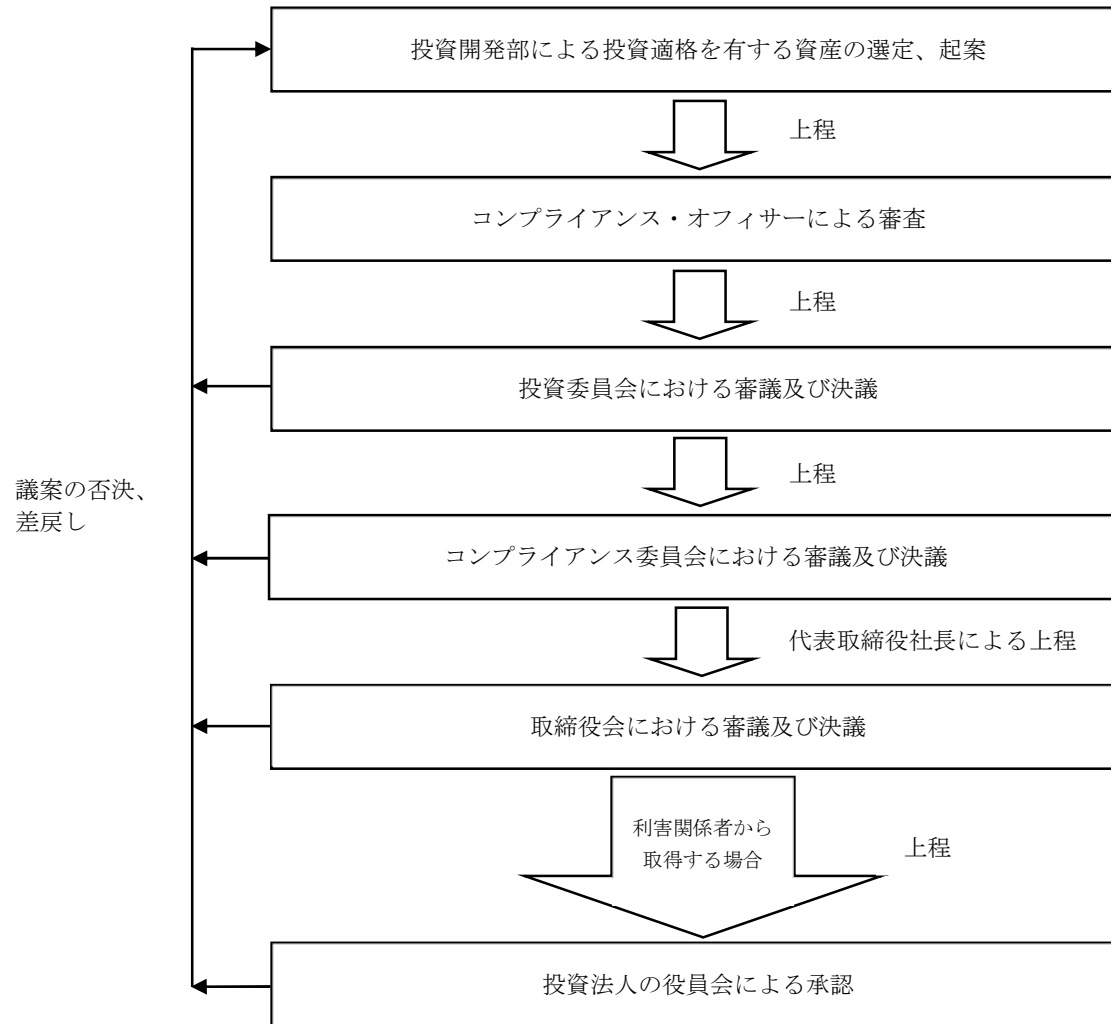 投資開発部による投資適格を有する資産の選定、起案
上程
コンプライアンス・オフィサーによる審査
上程
投資委員会における審議及び決議
上程
議案の否決、
差戻し
コンプライアンス委員会における審議及び決議
代表取締役社長による上程
取締役会における審議及び決議
利害関係者から
取得する場合
上程
投資法人の役員会による承認